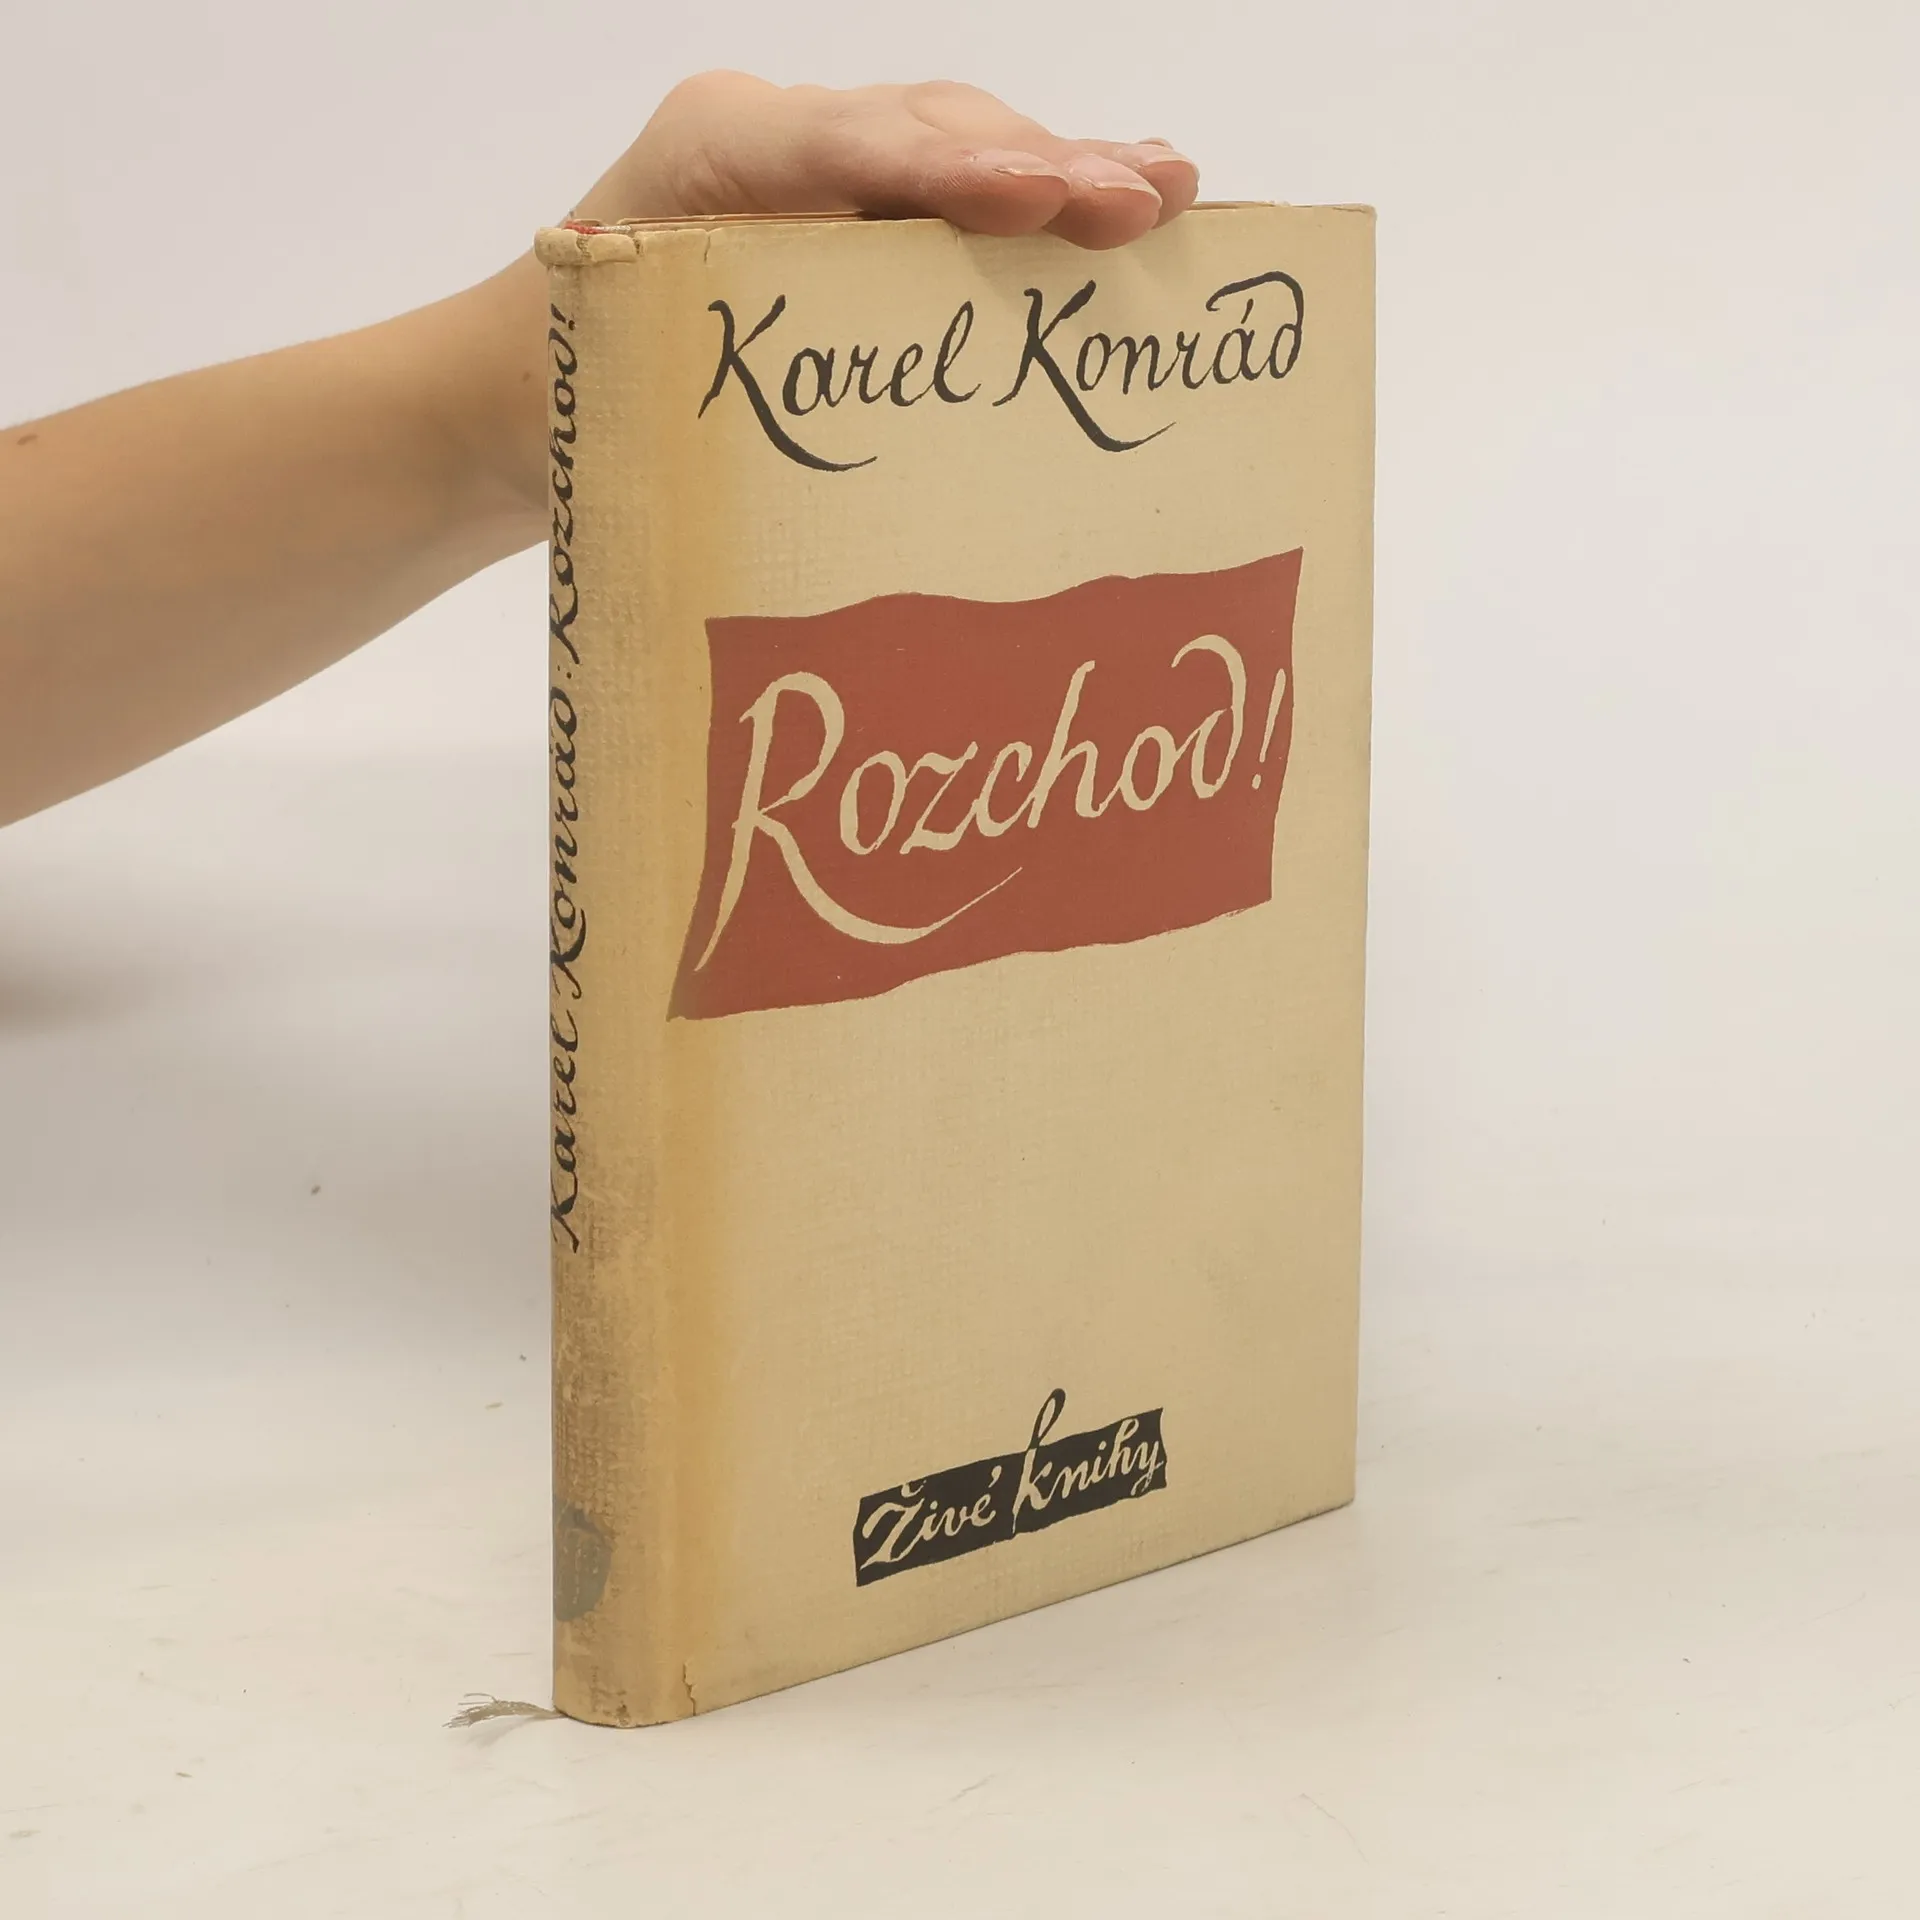 Karel Konrád: Rozchod!
Karel Konrád
Rozchod!
Živé knihy